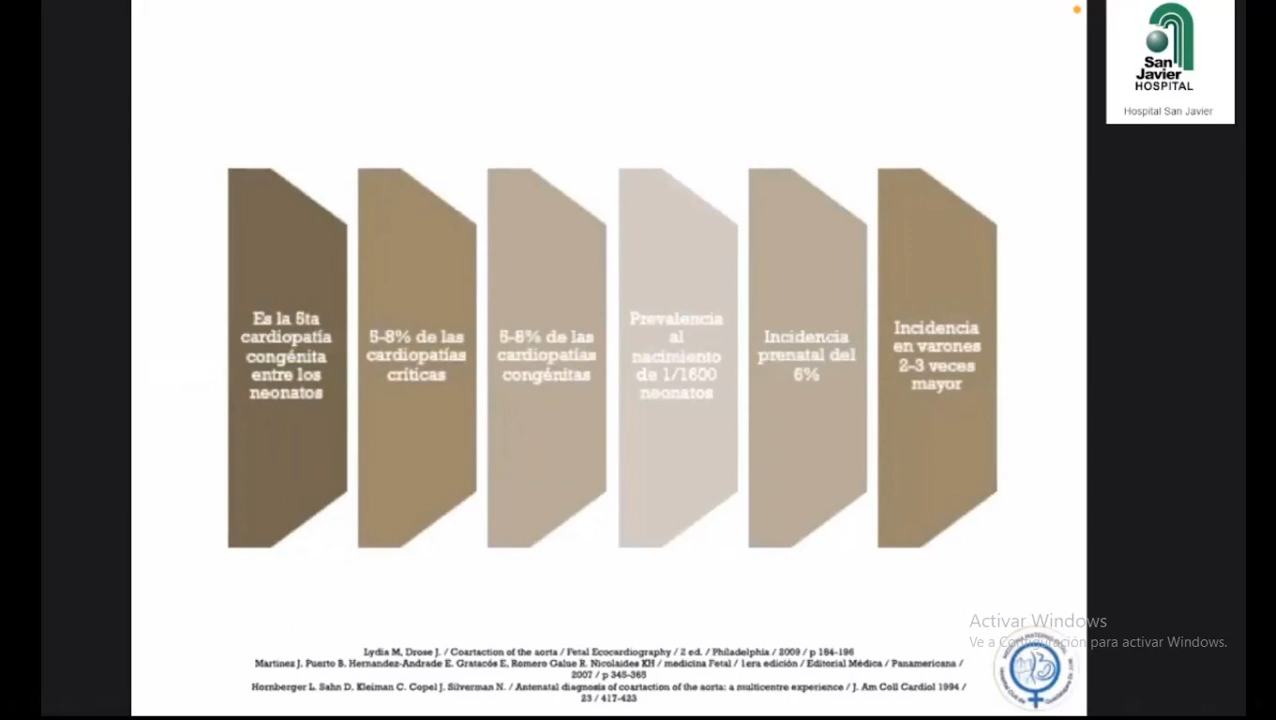 San
Javier
HOSPITAL
Hospital San Javier
Es la 5ta
cardiopatía
congénita
entre los
neonatos
5-8% de las
cardiopatías
críticas
5-8% de las
cardiopatías
congénitas
Prevalencia
al
nacimiento
de 1/1600
neonatos
Incidencia
prenatal del
6%
Incidencia
en varones
2-3 veces
mayor
Lydia M, Drose J. / Coartaction of the aorta / Fetal Ecocardiography / 2 ed. / Philadelphia / 2009 / p 184-196
Martinez J. Puerto B. Hernandez-Andrade E. Gratacós E, Romero Galue R. Nicolaides KH / medicina Fetal / 1era edición / Editorial Médica / Panamericana /
2007 / p 345-365
Hornberger L. Sahn D, Kleiman C. Copel J. Silverman N. / Antenatal diagnosis of coartaction of the aorta: a multicentre experience / J. Am Coll Cardiol 1994 /
23 / 417-423
Activar Windows
Ve a Configuración para activar Windows.